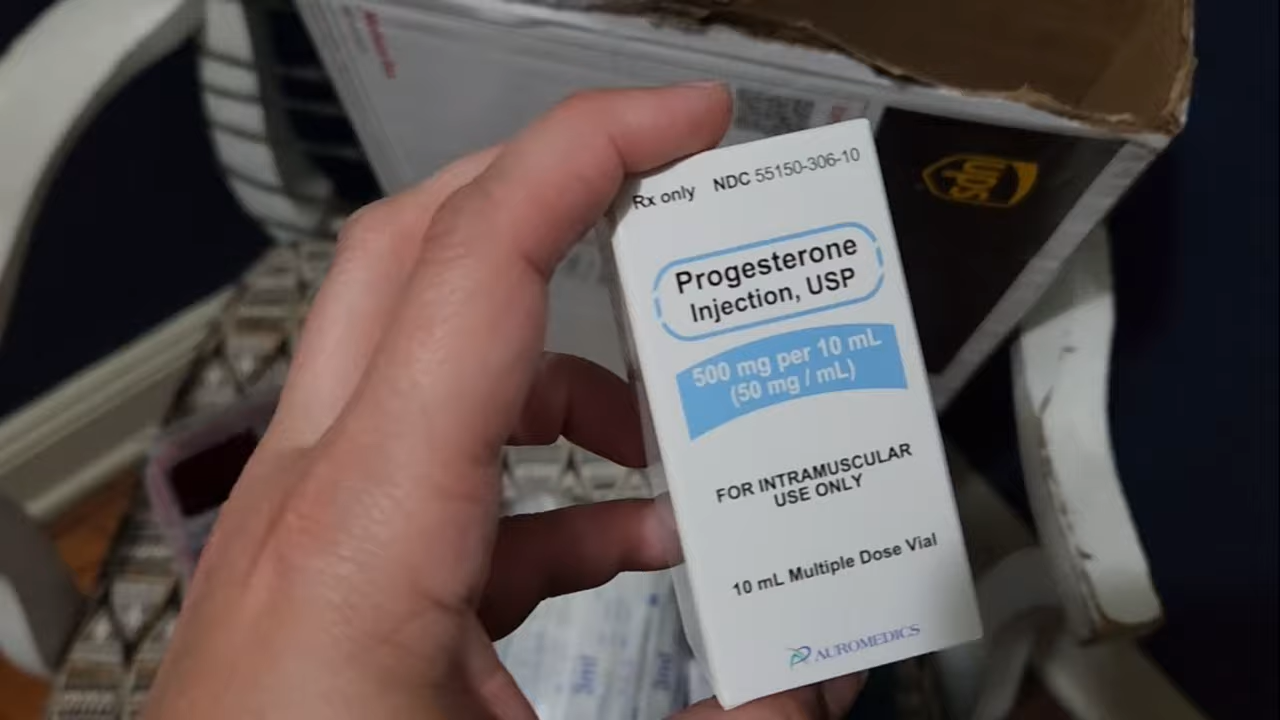 Rx only NDC 55150-306-10
Progesterone
Injection, USP
500 mg per 10 mL
(50 mg / mL)
FOR INTRAMUSCULAR
USE ONLY
10 mL Multiple Dose Vial
AUROMEDICS
ups
3ml